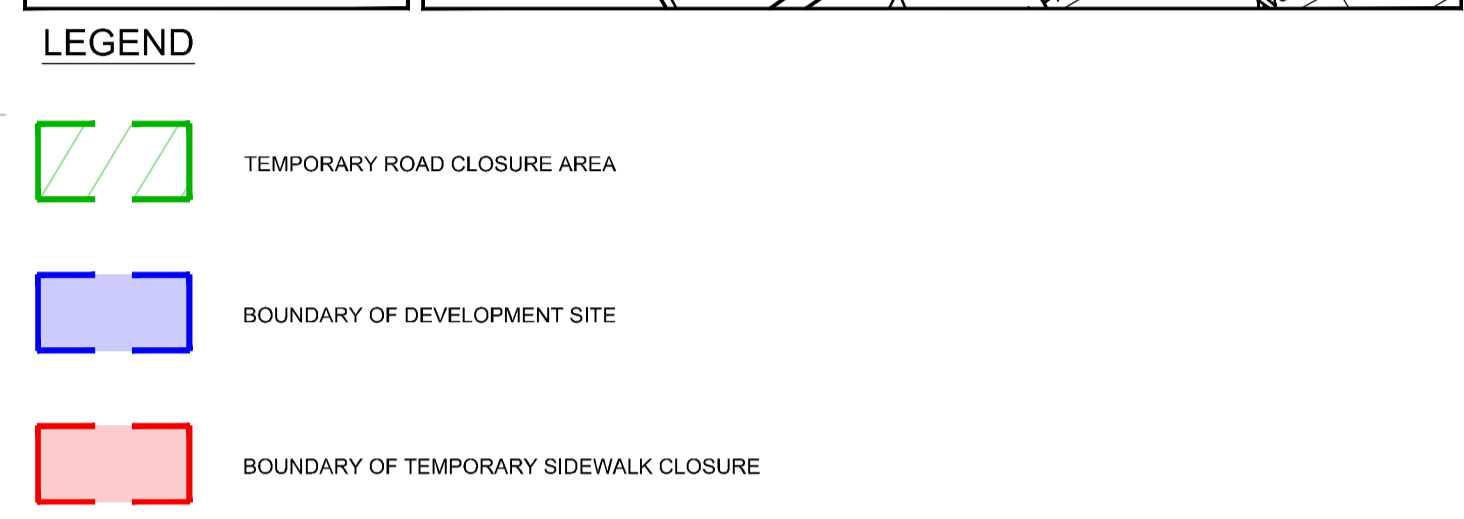 LEGEND
TEMPORARY ROAD CLOSURE AREA
BOUNDARY OF DEVELOPMENT SITE
BOUNDARY OF TEMPORARY SIDEWALK CLOSURE